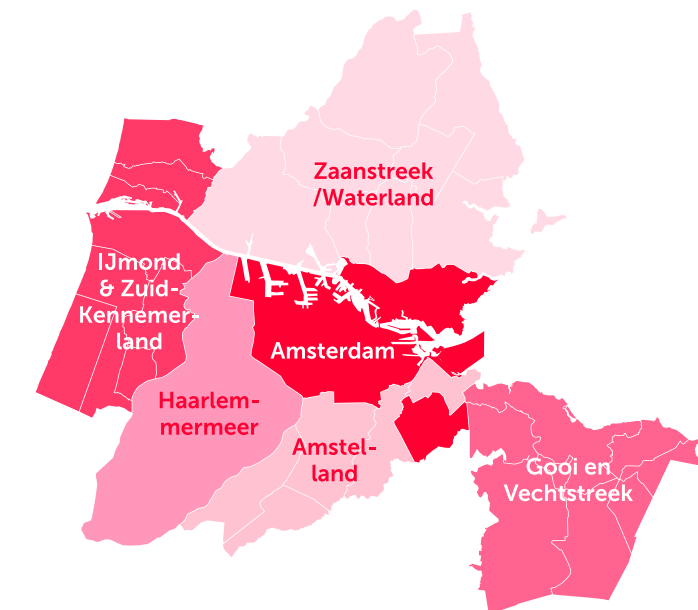 Zaanstreek
/Waterland
IJmond
& Zuid-
Kennemer-
land
Amsterdam
Haarlem-
mermeer
Amstel-
land
Gooi en
Vechtstreek